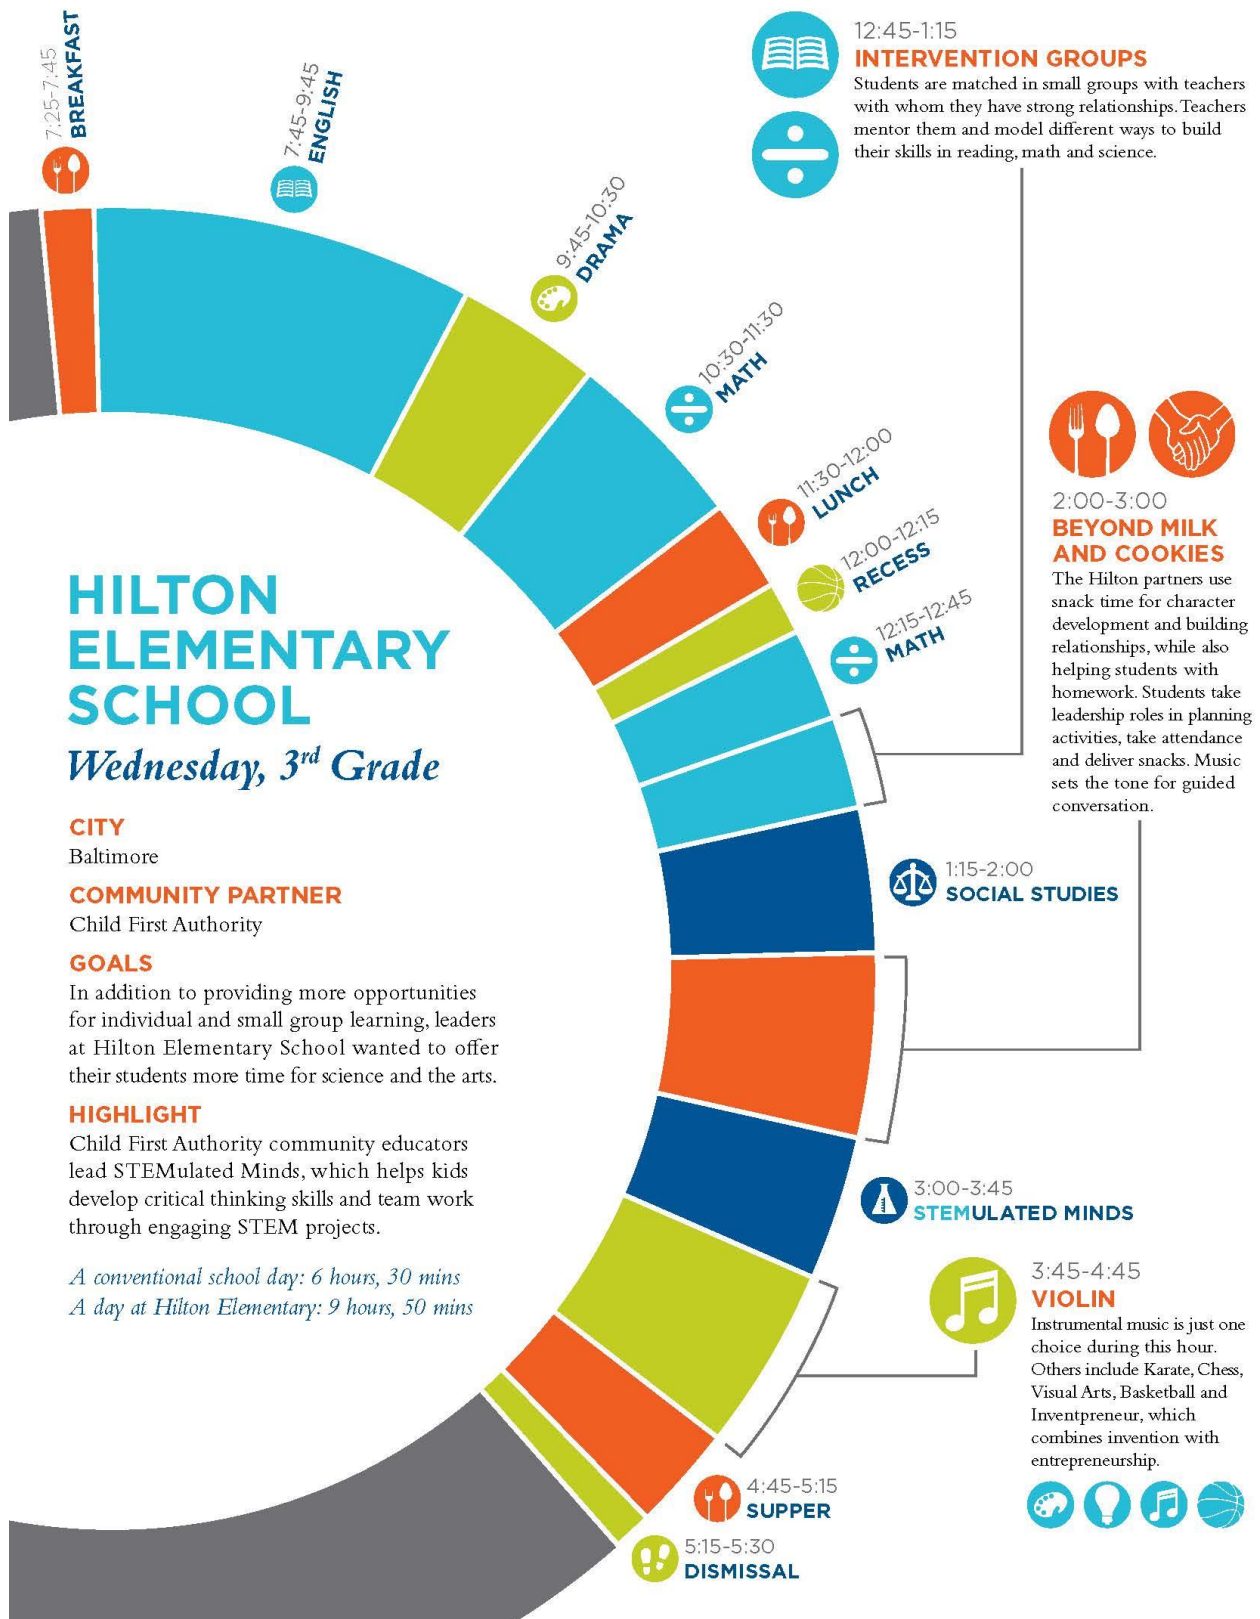 7:25-7:45
BREAKFAST
7:45-9:45
ENGLISH
9:45-10:30
DRAMA
10:30-11:30
MATH
11:30-12:00
LUNCH
12:00-12:15
RECESS
12:15-12:45
MATH
12:45-1:15
INTERVENTION GROUPS
Students are matched in small groups with teachers
with whom they have strong relationships. Teachers
mentor them and model different ways to build
their skills in reading, math and science.
1:15-2:00
SOCIAL STUDIES
2:00-3:00
BEYOND MILK
AND COOKIES
The Hilton partners use
snack time for character
development and building
relationships, while also
helping students with
homework. Students take
leadership roles in planning
activities, take attendance
and deliver snacks. Music
sets the tone for guided
conversation.
3:00-3:45
STEMULATED MINDS
3:45-4:45
VIOLIN
Instrumental music is just one
choice during this hour.
Others include Karate, Chess,
Visual Arts, Basketball and
Inventpreneur, which
combines invention with
entrepreneurship.
4:45-5:15
SUPPER
5:15-5:30
DISMISSAL
HILTON
ELEMENTARY
SCHOOL
Wednesday, 3rd Grade
CITY
Baltimore
COMMUNITY PARTNER
Child First Authority
GOALS
In addition to providing more opportunities
for individual and small group learning, leaders
at Hilton Elementary School wanted to offer
their students more time for science and the arts.
HIGHLIGHT
Child First Authority community educators
lead STEMulated Minds, which helps kids
develop critical thinking skills and team work
through engaging STEM projects.
A conventional school day: 6 hours, 30 mins
A day at Hilton Elementary: 9 hours, 50 mins